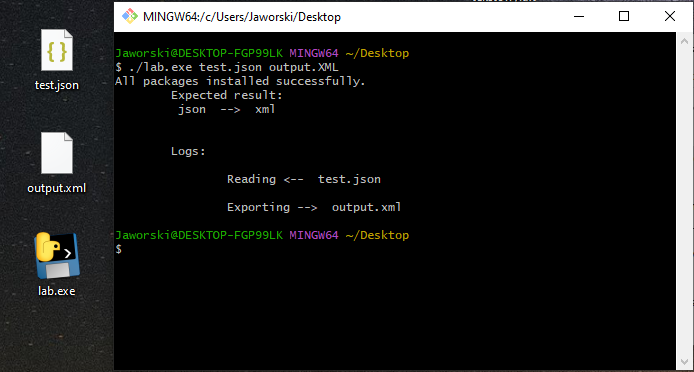 MINGW64:/c/Users/Jaworski/Desktop
test.json
output.xml
lab.exe
Jaworski@DESKTOP-FGP99LK MINGW64 ~/Desktop
$ ./lab.exe test.json output.XML
All packages installed successfully.
Expected result:
json --> xml
Logs:
Reading <-- test.json
Exporting --> output.xml
Jaworski@DESKTOP-FGP99LK MINGW64 ~/Desktop
$